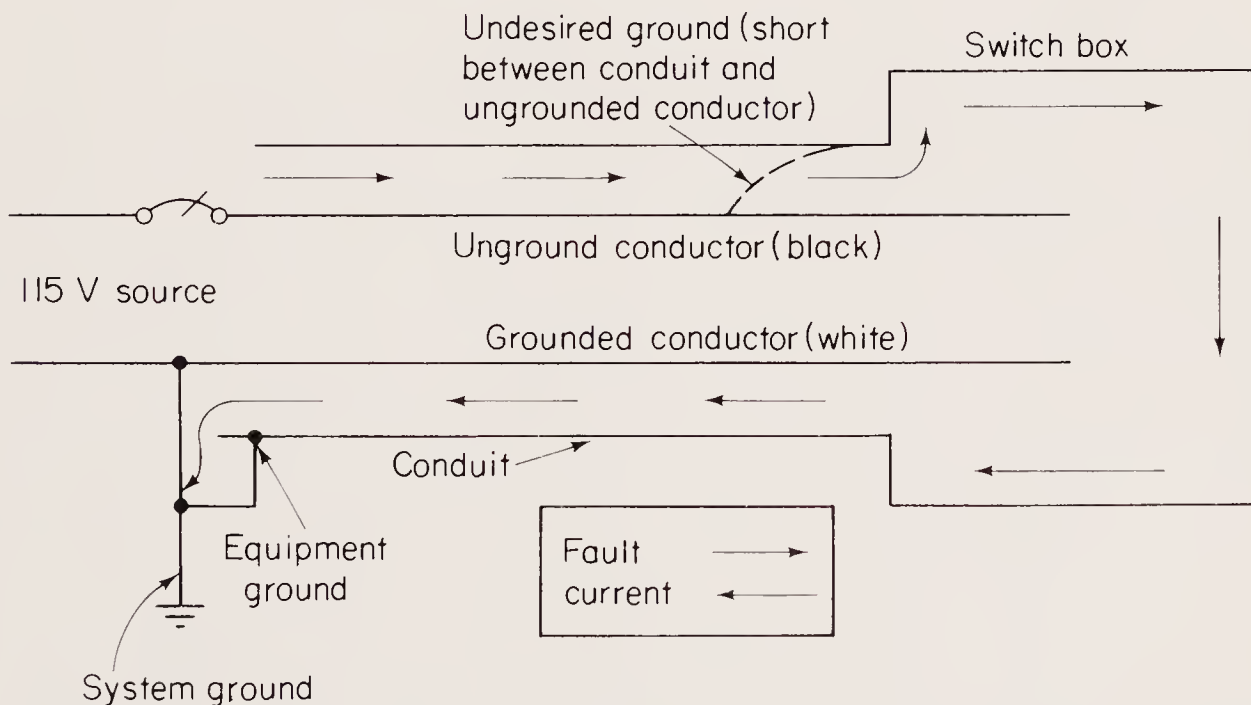 Undesired ground (short
between conduit and
ungrounded conductor)
Switch box
Unground conductor (black)
115 V source
Grounded conductor (white)
Conduit
Equipment
ground
Fault
current
System ground